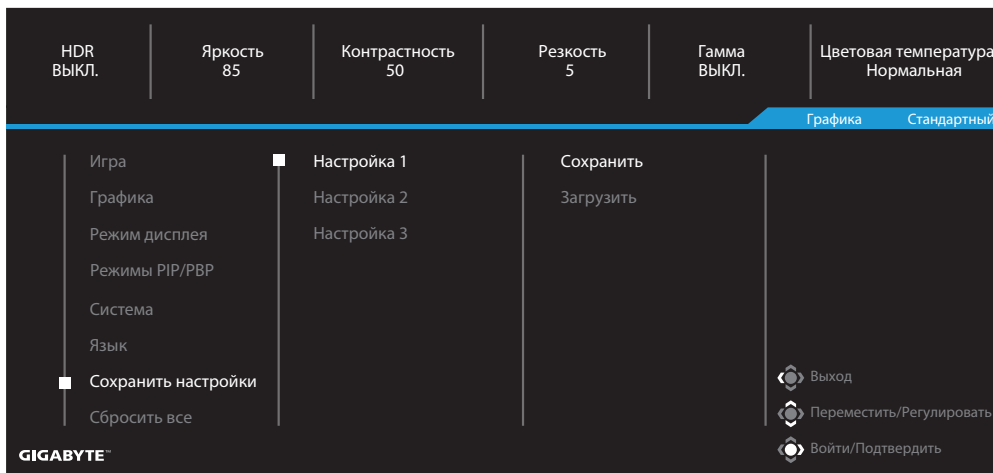 HDR
ВЫКЛ.
Яркость
85
Контрастность
50
Резкость
5
Гамма
ВЫКЛ.
Цветовая температура
Нормальная
Графика Стандартный
Игра
Графика
Режим дисплея
Режимы PIP/PBP
Система
Язык
Сохранить настройки
Сбросить все
Настройка 1
Настройка 2
Настройка 3
Сохранить
Загрузить
Выход
Переместить/Регулировать
Войти/Подтвердить
GIGABYTE™